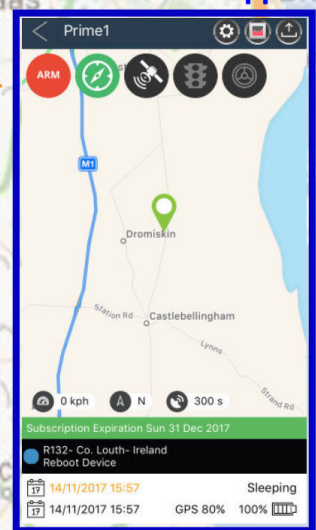 Prime1
ARM
M1
Dromiskin
Station Rd
Castlebellingham
Lynns
Strand Rd
0 kph N 300 s
Subscription Expiration Sun 31 Dec 2017
R132- Co. Louth- Ireland
Reboot Device
17 14/11/2017 15:57 Sleeping
17 14/11/2017 15:57 GPS 80% 100%